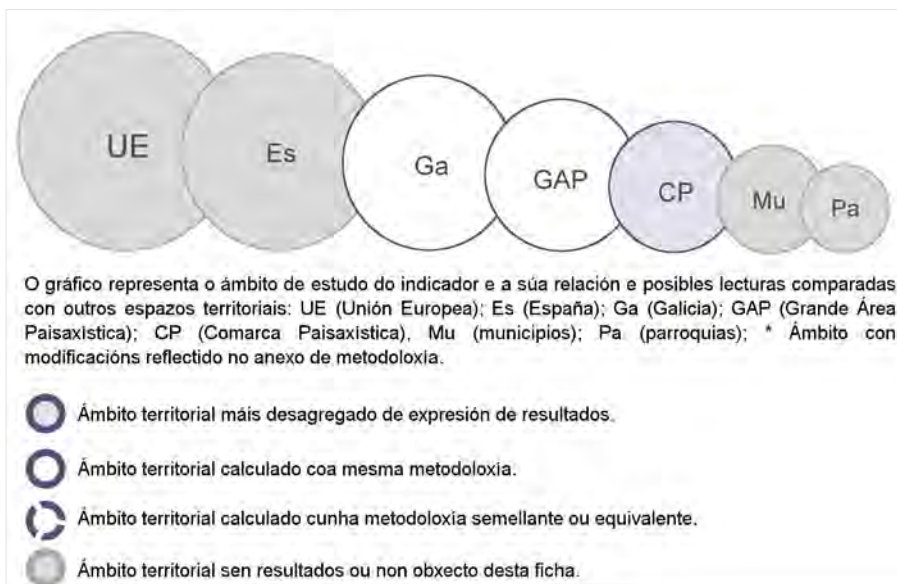 UE Es Ga GAP CP Mu Pa
O gráfico representa o ámbito de estudo do indicador e a súa relación e posibles lecturas comparadas
con outros espazos territoriais: UE (Unión Europea); Es (España); Ga (Galicia); GAP (Grande Área
Paisaxística); CP (Comarca Paisaxística), Mu (municipios); Pa (parroquias); * Ámbito con
modificacións reflectido no anexo de metodoloxía.
Ámbito territorial máis desagregado de expresión de resultados.
Ámbito territorial calculado coa mesma metodoloxía.
Ámbito territorial calculado cunha metodoloxía semellante ou equivalente.
Ámbito territorial sen resultados ou non obxecto desta ficha.